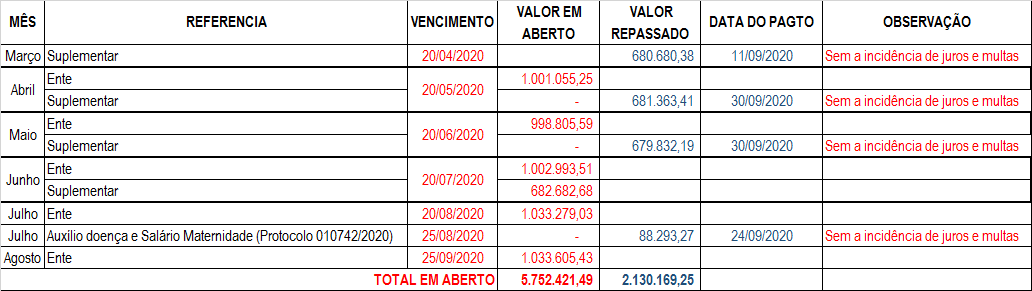 MÊS REFERENCIA VENCIMENTO VALOR EM ABERTO VALOR REPASSADO DATA DO PAGTO OBSERVAÇÃO
Março Suplementar 20/04/2020 680.680,38 11/09/2020 Sem a incidência de juros e multas
Abril Ente 20/05/2020 1.001.055,25
Suplementar - 681.363,41 30/09/2020 Sem a incidência de juros e multas
Maio Ente 20/06/2020 998.805,59
Suplementar - 679.832,19 30/09/2020 Sem a incidência de juros e multas
Junho Ente 20/07/2020 1.002.993,51
Suplementar 682.682,68
Julho Ente 20/08/2020 1.033.279,03
Julho Auxilio doença e Salário Maternidade (Protocolo 010742/2020) 25/08/2020 - 88.293,27 24/09/2020 Sem a incidência de juros e multas
Agosto Ente 25/09/2020 1.033.605,43
TOTAL EM ABERTO 5.752.421,49 2.130.169,25